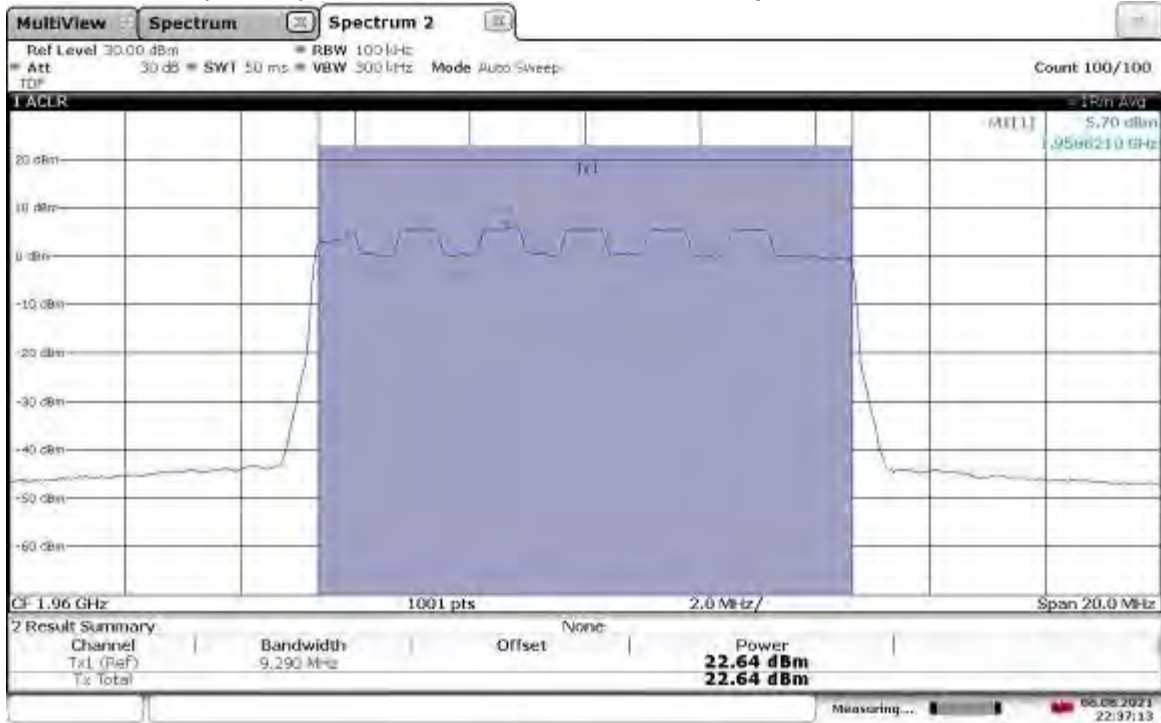 MultiView Spectrum Spectrum 2
Ref Level 30.00 dBm RBW 100 kHz
Att 30 dB SWT 50 ms VBW 300 kHz Mode Auto Sweep Count 100/100
TDF
1 ACLR 1Rm Avg
M1[1] 5.70 dBm
1.9586210 GHz
20 dBm
Tx1
10 dBm
0 dBm
-10 dBm
-20 dBm
-30 dBm
-40 dBm
-50 dBm
-60 dBm
CF 1.96 GHz 1001 pts 2.0 MHz/ Span 20.0 MHz
2 Result Summary None
Channel Bandwidth Offset Power
Tx1 (Ref) 9.290 MHz 22.64 dBm
Tx Total 22.64 dBm
Measuring... 06.08.2021
22:37:13